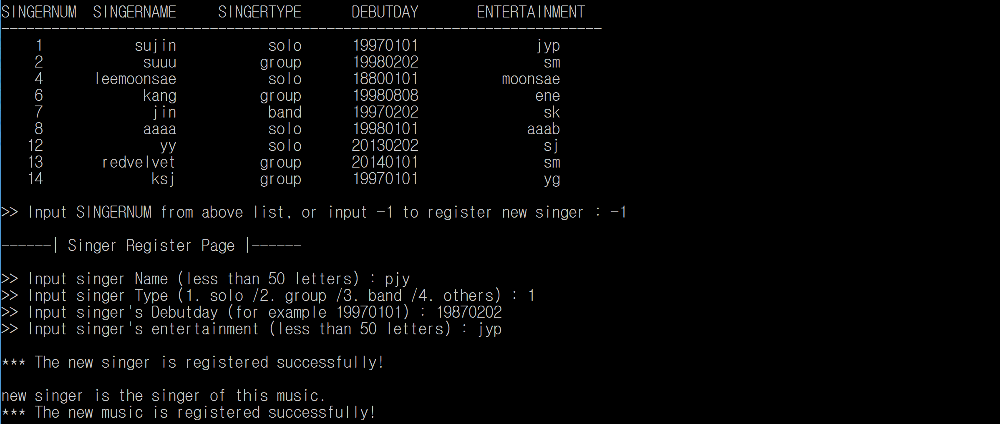 SINGERNUM  SINGERNAME     SINGERTYPE      DEBUTDAY       ENTERTAINMENT
------------------------------------------------------------------------
    1           sujin           solo      19970101              jyp
    2            suuu          group      19980202               sm
    4      leemoonsae           solo      18800101          moonsae
    6            kang          group      19980808              ene
    7             jin           band      19970202               sk
    8            aaaa           solo      19980101             aaab
   12              yy           solo      20130202               sj
   13       redvelvet          group      20140101               sm
   14             ksj          group      19970101               yg
>> Input SINGERNUM from above list, or input -1 to register new singer : -1
------| Singer Register Page |------
>> Input singer Name (less than 50 letters) : pjy
>> Input singer Type (1. solo /2. group /3. band /4. others) : 1
>> Input singer's Debutday (for example 19970101) : 19870202
>> Input singer's entertainment (less than 50 letters) : jyp
*** The new singer is registered successfully!
new singer is the singer of this music.
*** The new music is registered successfully!